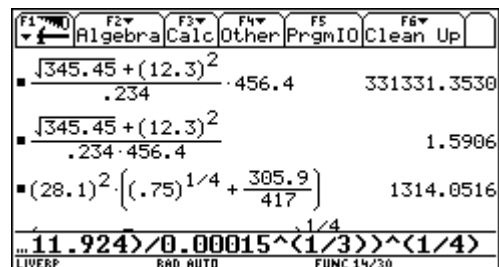 F1 F2 Algebra F3 Calc F4 Other F5 PrgmIO F6 Clean Up
√345.45 + (12.3)^2 / .234 · 456.4 331331.3530
√345.45 + (12.3)^2 / .234·456.4 1.5906
(28.1)^2·((.75)^1/4 + 305.9/417) 1314.0516
1/4
…11.924)/0.00015^(1/3))^(1/4)
RAD AUTO FUNC 14/30